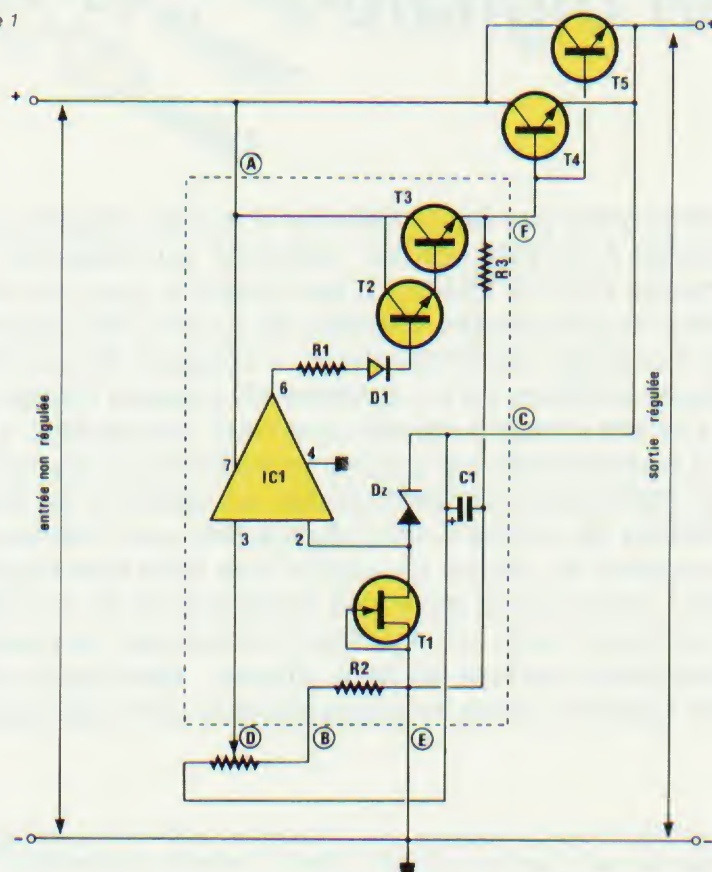 e 1
T5
+
+
T4
A
T3
F
R3
T2
R1
D1
6
C
entrée non régulée
sortie régulée
7
4
IC1
Dz
C1
+
3
2
T1
R2
D
B
E
-
-